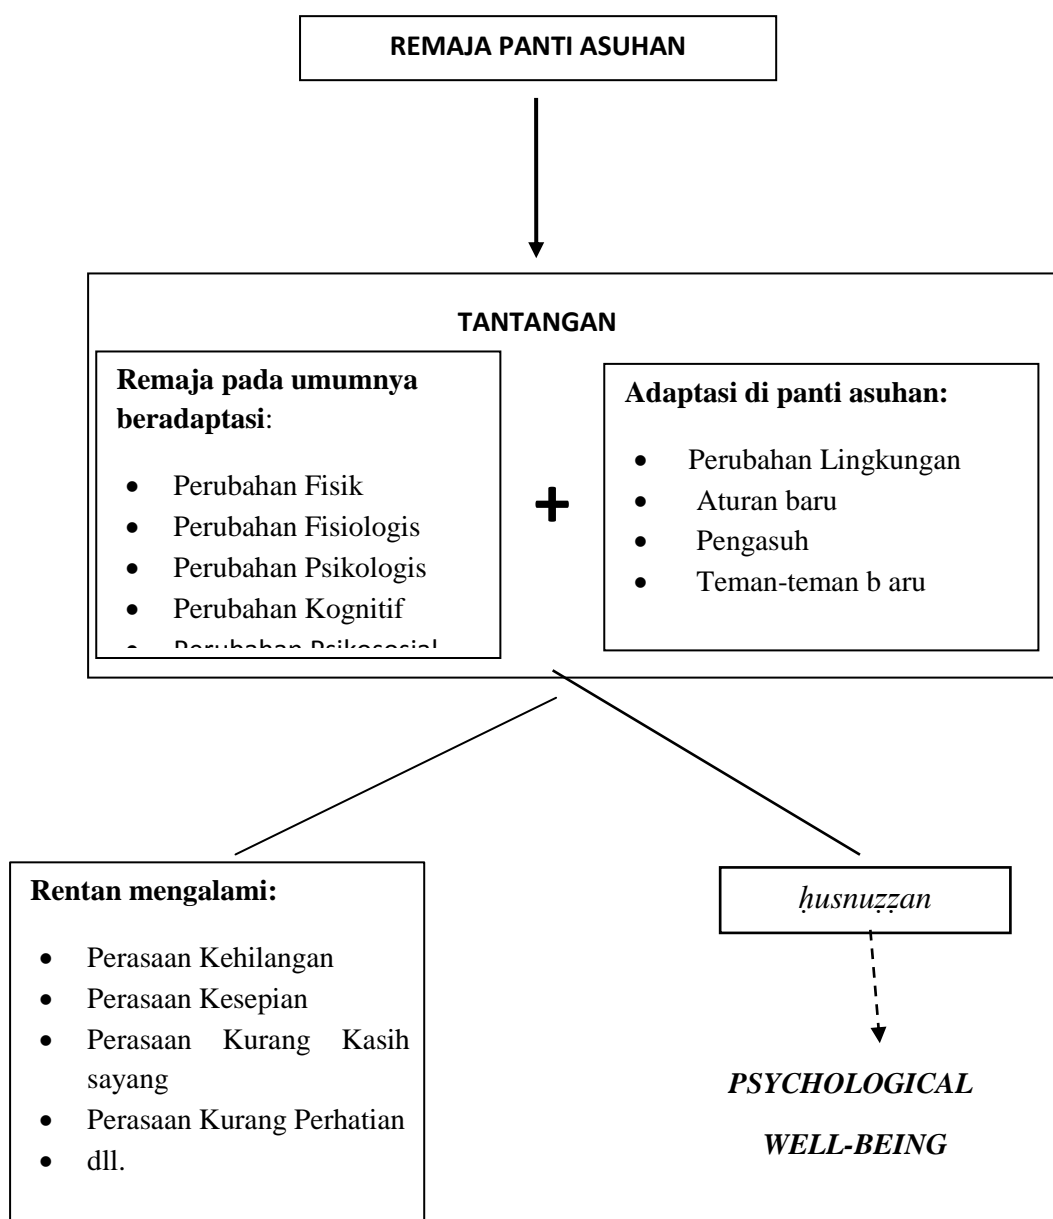 REMAJA PANTI ASUHAN
TANTANGAN
Remaja pada umumnya
beradaptasi:
• Perubahan Fisik
• Perubahan Fisiologis
• Perubahan Psikologis
• Perubahan Kognitif
• Perubahan Psikososial
+
Adaptasi di panti asuhan:
• Perubahan Lingkungan
• Aturan baru
• Pengasuh
• Teman-teman b aru
Rentan mengalami:
• Perasaan Kehilangan
• Perasaan Kesepian
• Perasaan Kurang Kasih
sayang
• Perasaan Kurang Perhatian
• dll.
ḥusnuẓẓan
PSYCHOLOGICAL
WELL-BEING